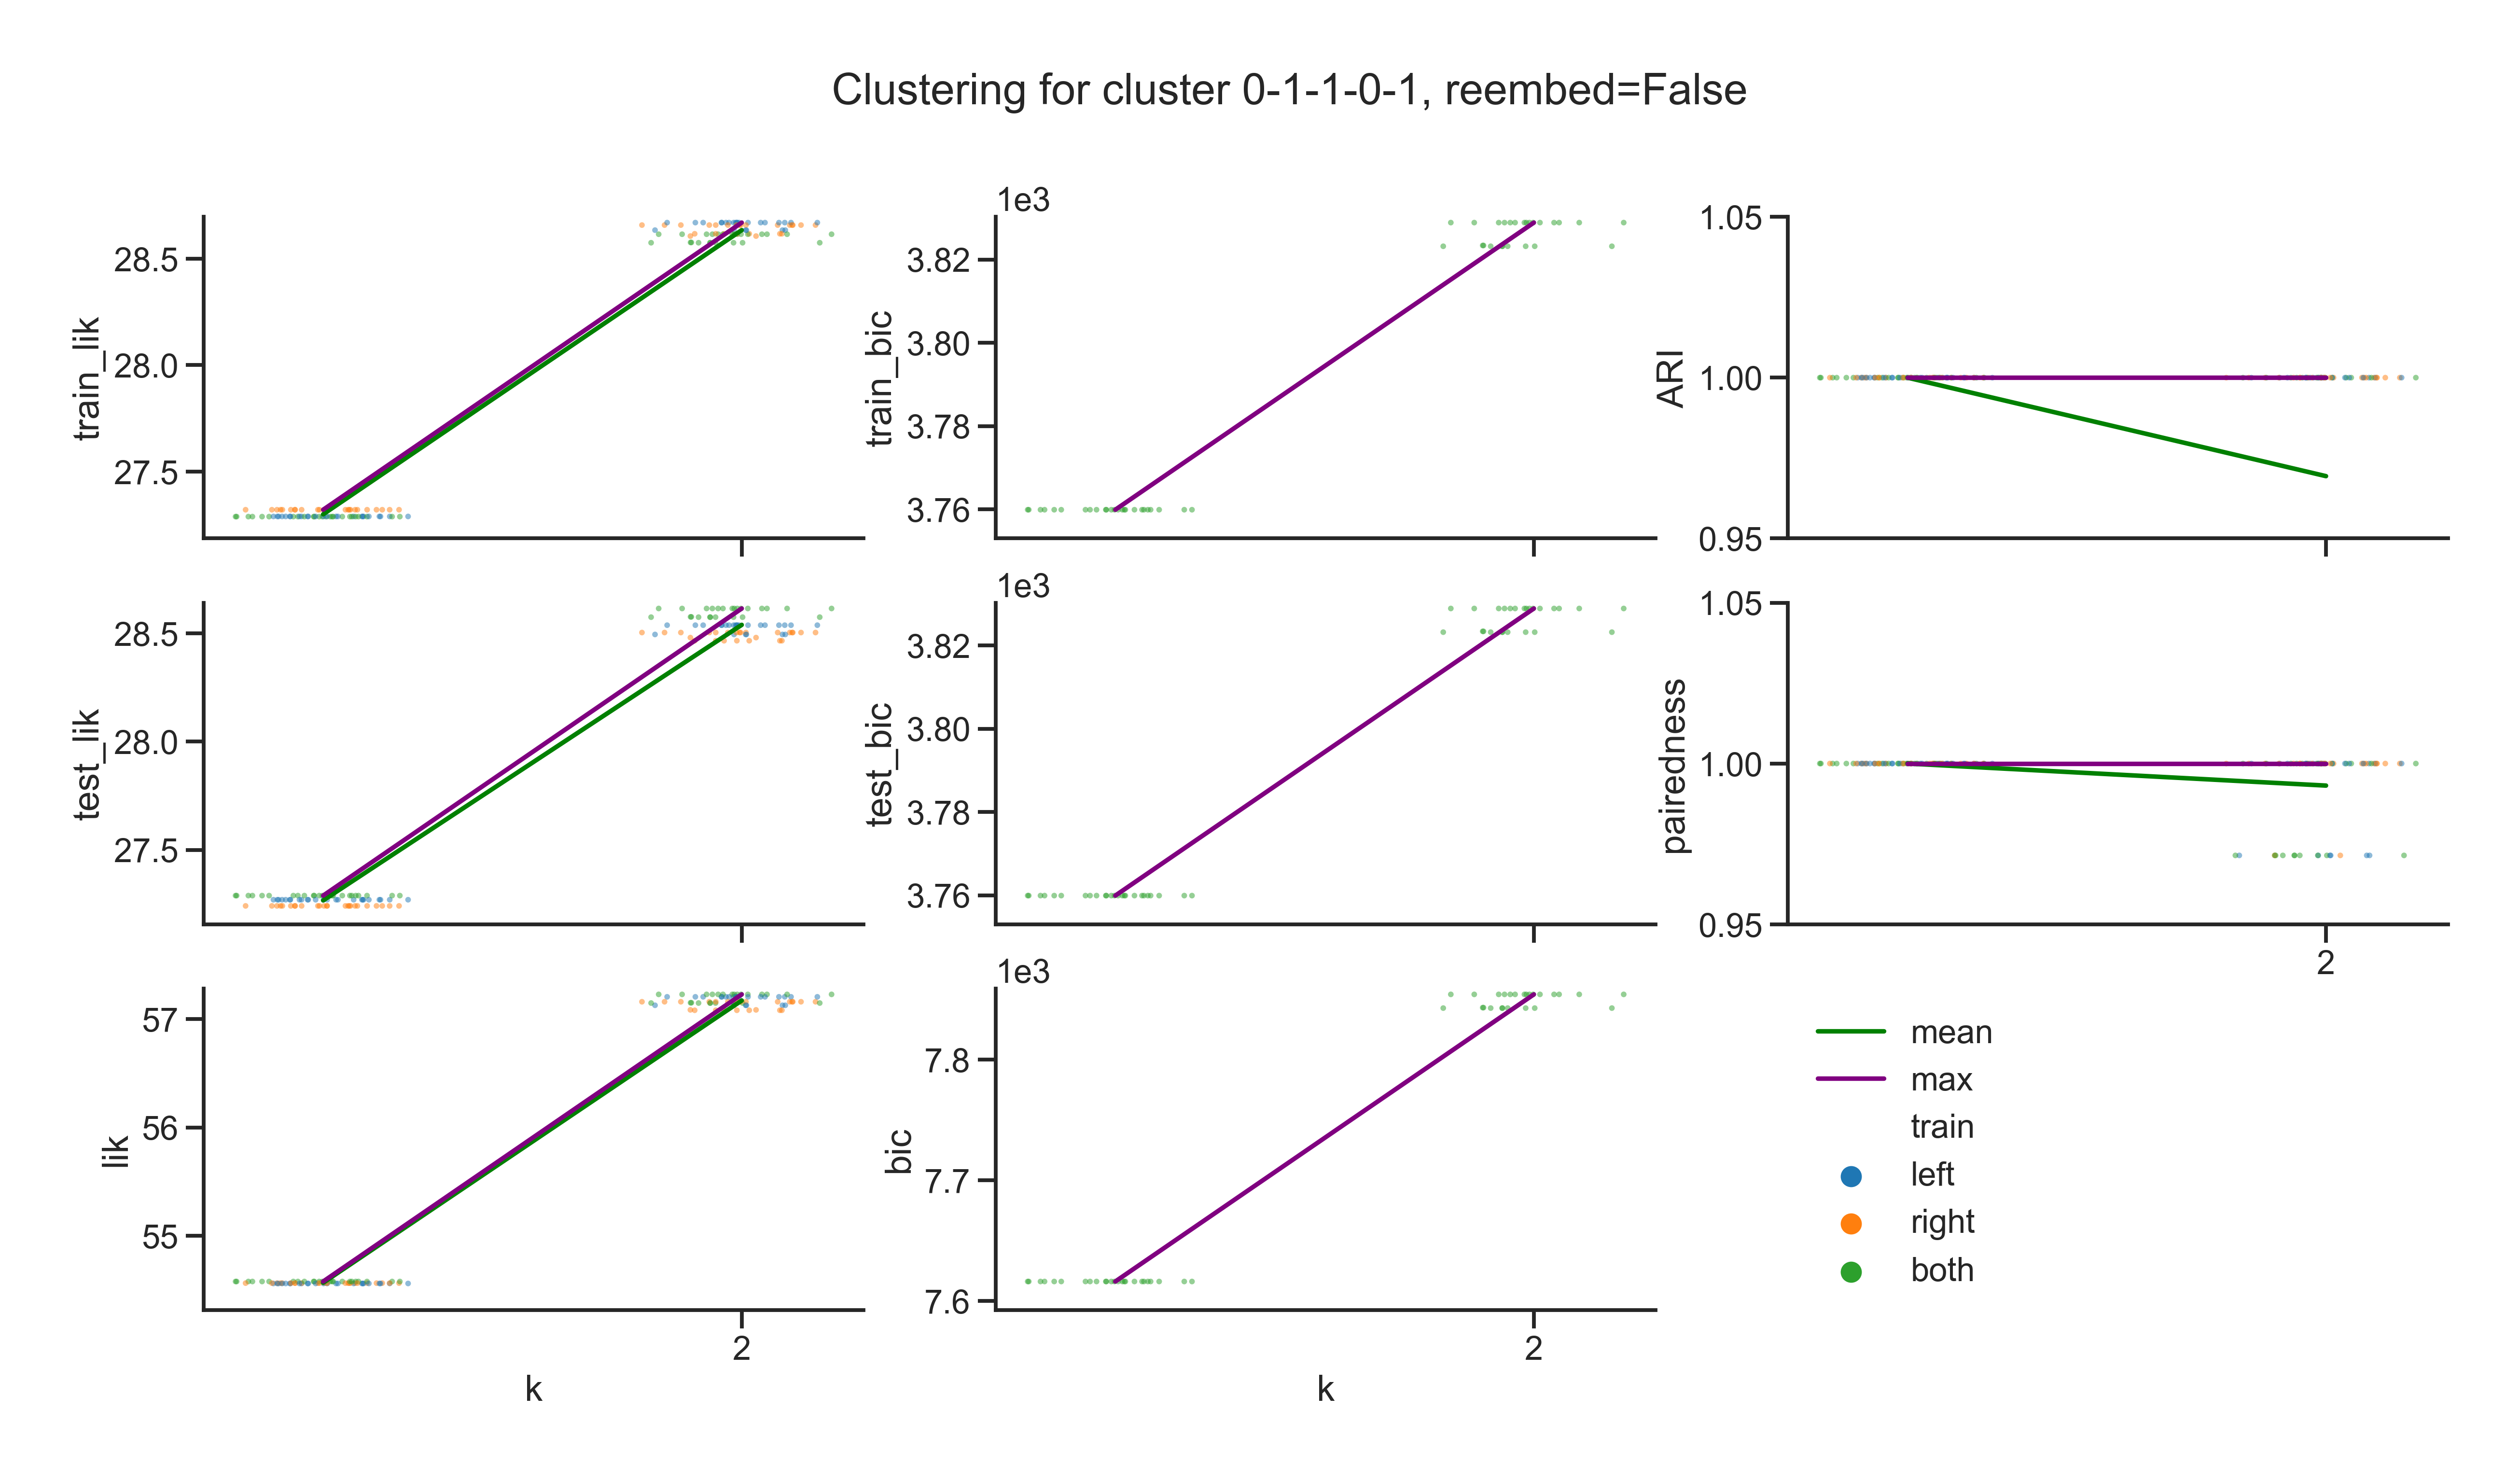 Clustering for cluster 0-1-1-0-1, reembed=False
train_lik
28.5
28.0
27.5
1e3
train_bic
3.82
3.80
3.78
3.76
ARI
1.05
1.00
0.95
test_lik
28.5
28.0
27.5
1e3
test_bic
3.82
3.80
3.78
3.76
pairedness
1.05
1.00
0.95
2
lik
57
56
55
2
k
1e3
bic
7.8
7.7
7.6
2
k
mean
max
train
left
right
both